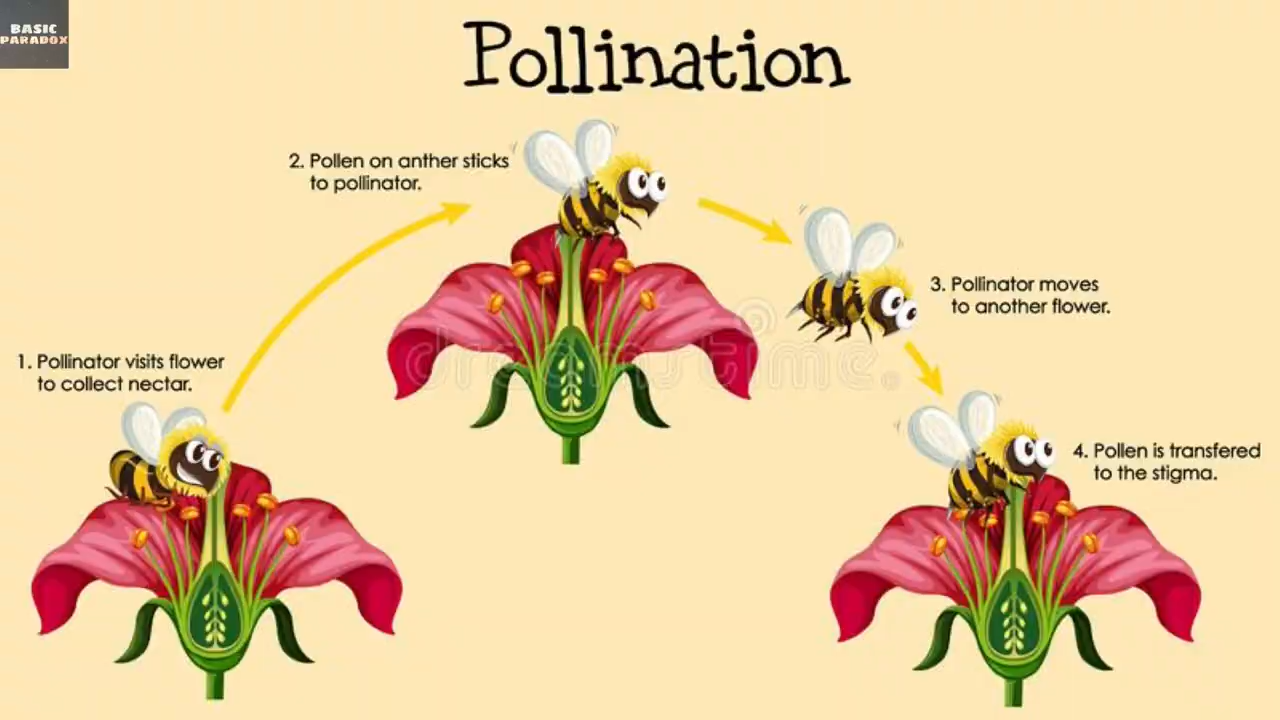 BASIC
PARADOX
Pollination
2. Pollen on anther sticks
to pollinator.
3. Pollinator moves
to another flower.
1. Pollinator visits flower
to collect nectar.
dreamstime.
4. Pollen is transfered
to the stigma.